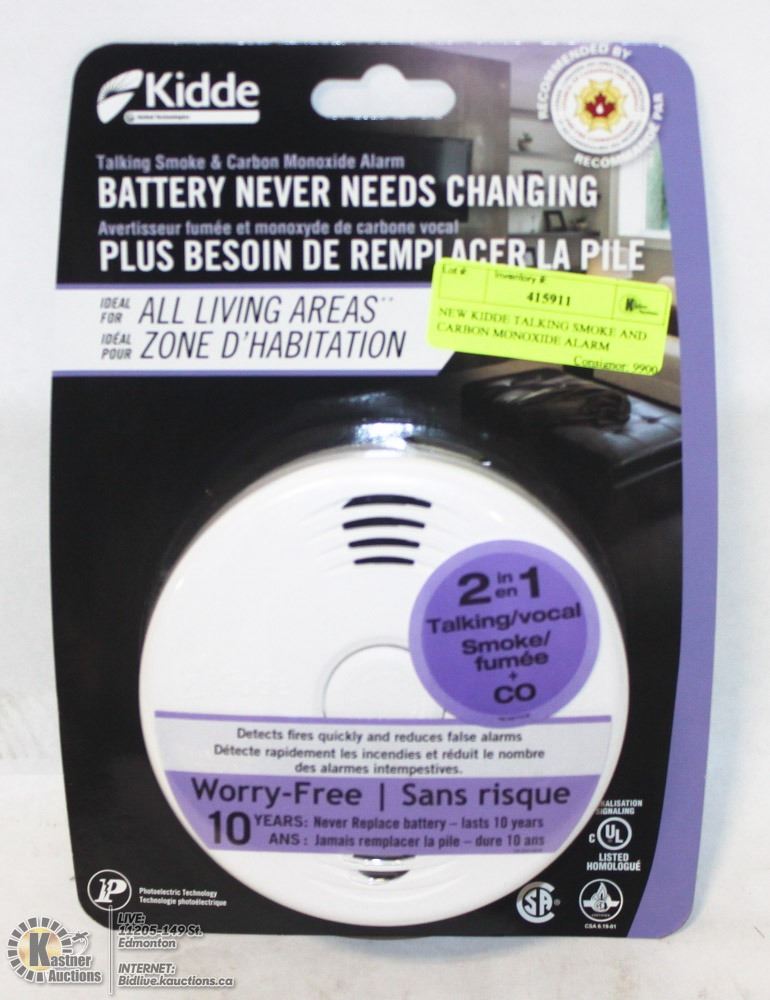 Kidde
RECOMMENDED BY
RECOMMANDÉ PAR
Talking Smoke & Carbon Monoxide Alarm
BATTERY NEVER NEEDS CHANGING
Avertisseur fumée et monoxyde de carbone vocal
PLUS BESOIN DE REMPLACER LA PILE
IDEAL FOR ALL LIVING AREAS
IDÉAL POUR ZONE D'HABITATION
Lot # Inventory #
415911
NEW KIDDE TALKING SMOKE AND
CARBON MONOXIDE ALARM
Consignor: 9900
2 in en 1
Talking/vocal
Smoke/
fumée
+
CO
Detects fires quickly and reduces false alarms
Détecte rapidement les incendies et réduit le nombre
des alarmes intempestives.
Worry-Free | Sans risque
10 YEARS: Never Replace battery – lasts 10 years
ANS : Jamais remplacer la pile – dure 10 ans
P
Photoelectric Technology
Technologie photoélectrique
SIGNALING
C UL
LISTED
HOMOLOGUÉ
CSA
CSA 6.19-01
LIVE:
11205-149 St.
Edmonton
INTERNET:
Bidlive.kauctions.ca
Kastner
Auctions